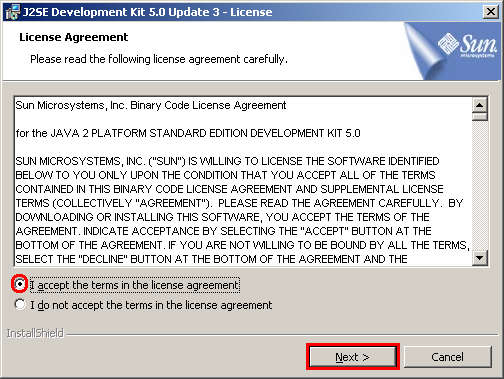 J2SE Development Kit 5.0 Update 3 - License
License Agreement
Please read the following license agreement carefully.
Sun
microsystems
Sun Microsystems, Inc. Binary Code License Agreement
for the JAVA 2 PLATFORM STANDARD EDITION DEVELOPMENT KIT 5.0
SUN MICROSYSTEMS, INC. ("SUN") IS WILLING TO LICENSE THE SOFTWARE IDENTIFIED
BELOW TO YOU ONLY UPON THE CONDITION THAT YOU ACCEPT ALL OF THE TERMS
CONTAINED IN THIS BINARY CODE LICENSE AGREEMENT AND SUPPLEMENTAL LICENSE
TERMS (COLLECTIVELY "AGREEMENT"). PLEASE READ THE AGREEMENT CAREFULLY. BY
DOWNLOADING OR INSTALLING THIS SOFTWARE, YOU ACCEPT THE TERMS OF THE
AGREEMENT. INDICATE ACCEPTANCE BY SELECTING THE "ACCEPT" BUTTON AT THE
BOTTOM OF THE AGREEMENT. IF YOU ARE NOT WILLING TO BE BOUND BY ALL THE TERMS,
SELECT THE "DECLINE" BUTTON AT THE BOTTOM OF THE AGREEMENT AND THE
I accept the terms in the license agreement
I do not accept the terms in the license agreement
InstallShield
Next >
Cancel